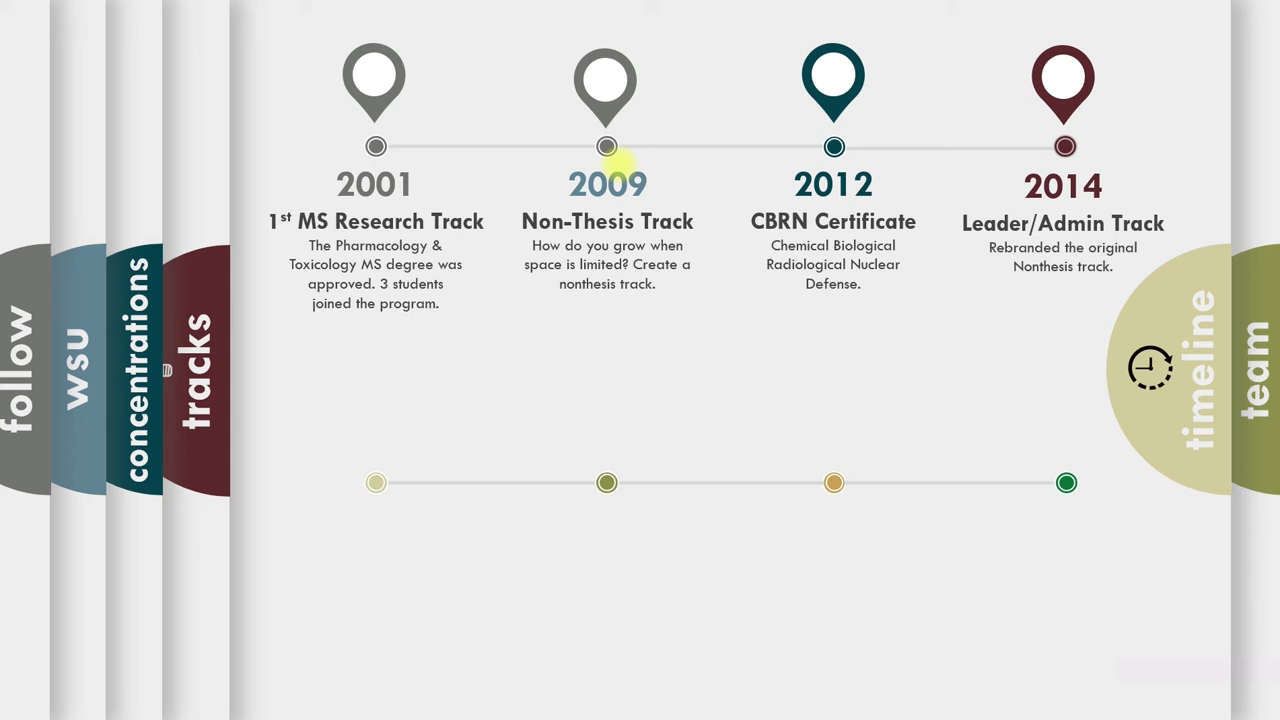 follow
wsu
concentrations
tracks
2001
1st MS Research Track
The Pharmacology &
Toxicology MS degree was
approved. 3 students
joined the program.
2009
Non-Thesis Track
How do you grow when
space is limited? Create a
nonthesis track.
2012
CBRN Certificate
Chemical Biological
Radiological Nuclear
Defense.
2014
Leader/Admin Track
Rebranded the original
Nonthesis track.
timeline
team